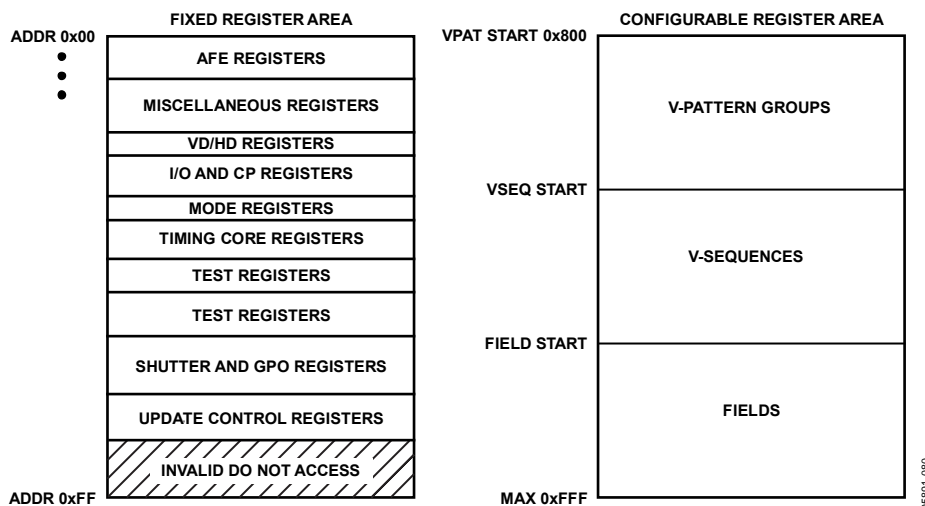 FIXED REGISTER AREA
ADDR 0x00
AFE REGISTERS
MISCELLANEOUS REGISTERS
VD/HD REGISTERS
I/O AND CP REGISTERS
MODE REGISTERS
TIMING CORE REGISTERS
TEST REGISTERS
TEST REGISTERS
SHUTTER AND GPO REGISTERS
UPDATE CONTROL REGISTERS
INVALID DO NOT ACCESS
ADDR 0xFF
CONFIGURABLE REGISTER AREA
VPAT START 0x800
V-PATTERN GROUPS
VSEQ START
V-SEQUENCES
FIELD START
FIELDS
MAX 0xFFF